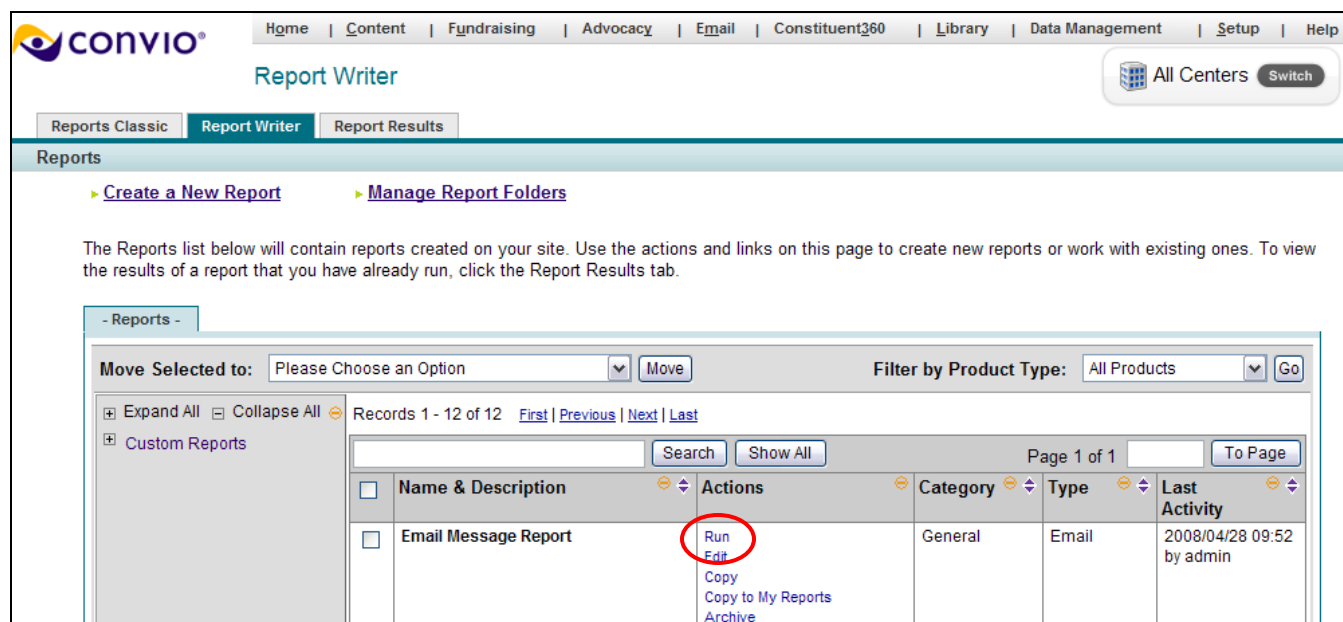 convio®
Home | Content | Fundraising | Advocacy | Email | Constituent360 | Library | Data Management | Setup | Help
Report Writer
All Centers Switch
Reports Classic Report Writer Report Results
Reports
Create a New Report Manage Report Folders
The Reports list below will contain reports created on your site. Use the actions and links on this page to create new reports or work with existing ones. To view
the results of a report that you have already run, click the Report Results tab.
- Reports -
Move Selected to: Please Choose an Option Move Filter by Product Type: All Products Go
Expand All Collapse All Records 1 - 12 of 12 First | Previous | Next | Last
Custom Reports
Search Show All Page 1 of 1 To Page
Name & Description Actions Category Type Last
Activity
Email Message Report Run General Email 2008/04/28 09:52
Edit by admin
Copy
Copy to My Reports
Archive